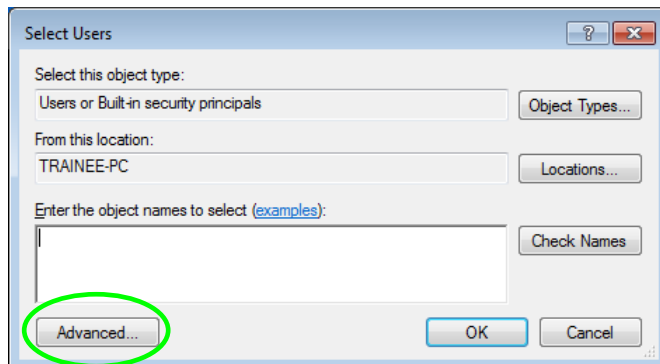 Select Users
Select this object type:
Users or Built-in security principals
Object Types...
From this location:
TRAINEE-PC
Locations...
Enter the object names to select (examples):
Check Names
Advanced...
OK
Cancel